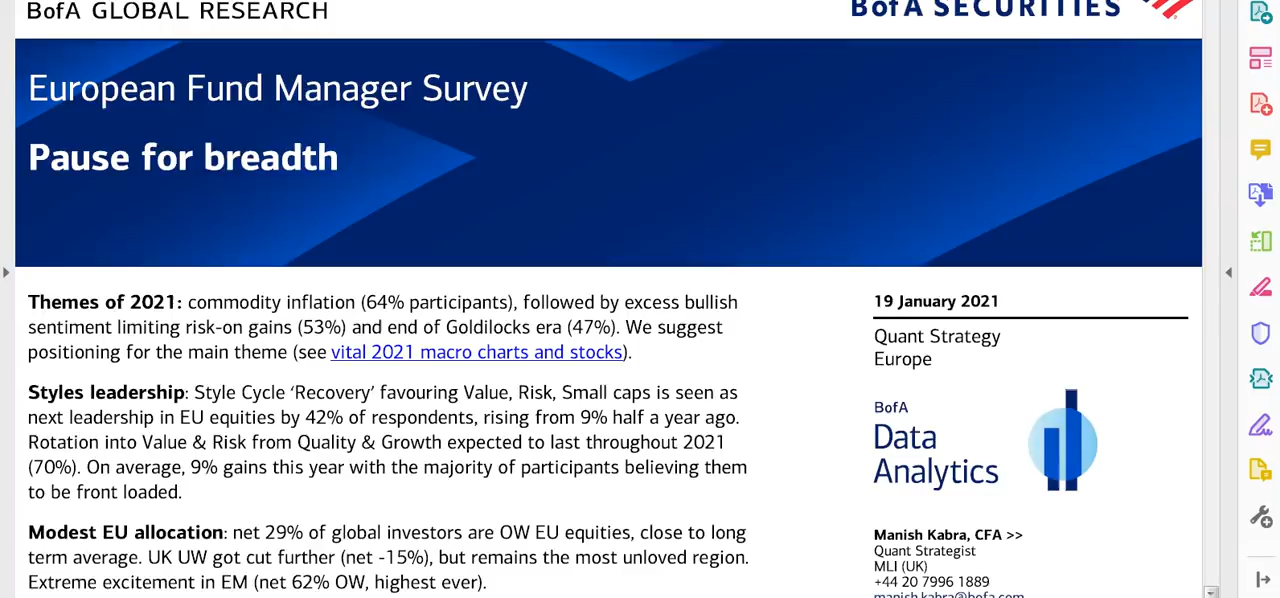 BofA GLOBAL RESEARCH
BofA SECURITIES
European Fund Manager Survey
Pause for breadth
Themes of 2021: commodity inflation (64% participants), followed by excess bullish
sentiment limiting risk-on gains (53%) and end of Goldilocks era (47%). We suggest
positioning for the main theme (see vital 2021 macro charts and stocks).
Styles leadership: Style Cycle ‘Recovery’ favouring Value, Risk, Small caps is seen as
next leadership in EU equities by 42% of respondents, rising from 9% half a year ago.
Rotation into Value & Risk from Quality & Growth expected to last throughout 2021
(70%). On average, 9% gains this year with the majority of participants believing them
to be front loaded.
Modest EU allocation: net 29% of global investors are OW EU equities, close to long
term average. UK UW got cut further (net -15%), but remains the most unloved region.
Extreme excitement in EM (net 62% OW, highest ever).
19 January 2021
Quant Strategy
Europe
BofA
Data
Analytics
Manish Kabra, CFA >>
Quant Strategist
MLI (UK)
+44 20 7996 1889
manish.kabra@bofa.com